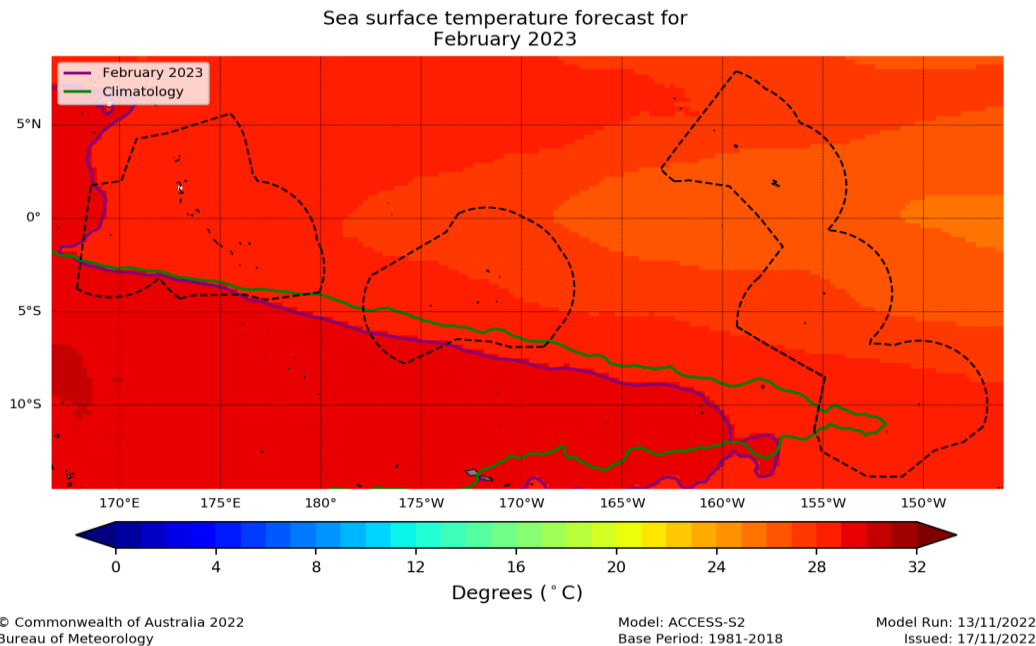 Sea surface temperature forecast for
February 2023
February 2023
Climatology
5°N
0°
5°S
10°S
170°E 175°E 180° 175°W 170°W 165°W 160°W 155°W 150°W
0 4 8 12 16 20 24 28 32
Degrees (°C)
© Commonwealth of Australia 2022
Bureau of Meteorology
Model: ACCESS-S2
Base Period: 1981-2018
Model Run: 13/11/2022
Issued: 17/11/2022